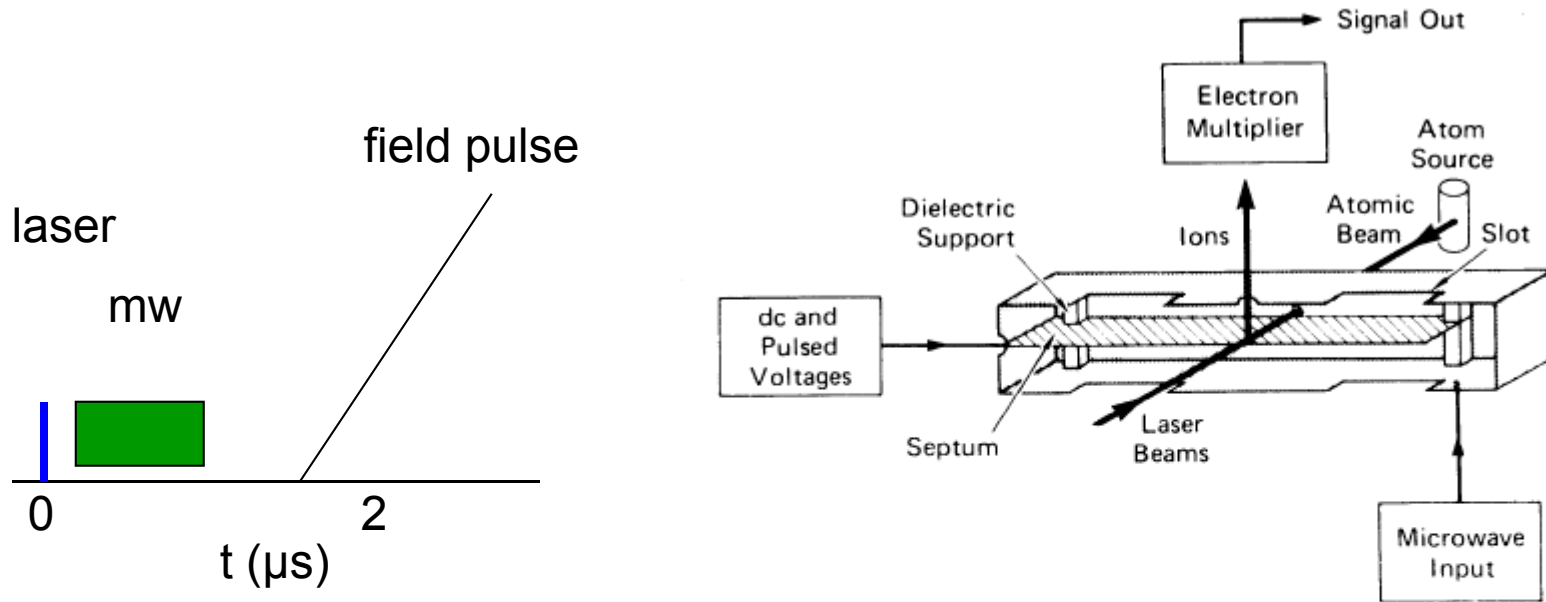 field pulse
laser
mw
0
2
t (µs)
Signal Out
Electron
Multiplier
Atom
Source
Dielectric
Support
Ions
Atomic
Beam
Slot
dc and
Pulsed
Voltages
Septum
Laser
Beams
Microwave
Input